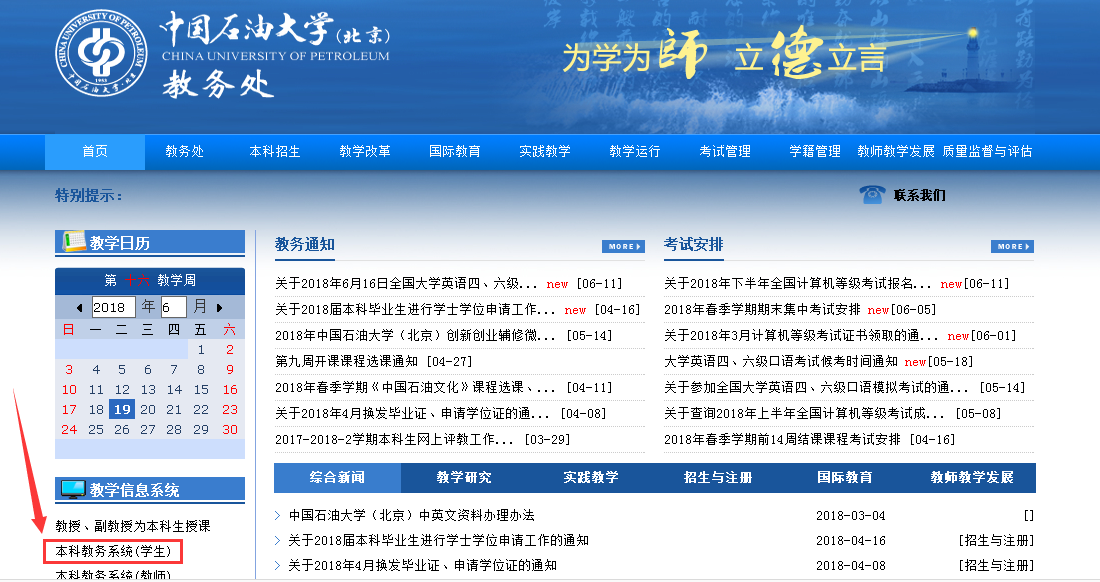 中国石油大学(北京)
CHINA UNIVERSITY OF PETROLEUM
教务处
CHINA UNIVERSITY OF PETROLEUM
1953
中国石油大学·北京
为学为師 立德立言
首页 教务处 本科招生 教学改革 国际教育 实践教学 教学运行 考试管理 学籍管理 教师教学发展 质量监督与评估
特别提示：
联系我们
教学日历
第 十六 教学周
2018 年 6 月
日 一 二 三 四 五 六
1 2
3 4 5 6 7 8 9
10 11 12 13 14 15 16
17 18 19 20 21 22 23
24 25 26 27 28 29 30
教学信息系统
教授、副教授为本科生授课
本科教务系统(学生)
本科教务系统(教师)
教务通知 MORE
关于2018年6月16日全国大学英语四、六级... new [06-11]
关于2018届本科毕业生进行学士学位申请工作... new [04-16]
2018年中国石油大学（北京）创新创业辅修微... [05-14]
第九周开课课程选课通知 [04-27]
2018年春季学期《中国石油文化》课程选课、... [04-11]
关于2018年4月换发毕业证、申请学位证的通... [04-08]
2017-2018-2学期本科生网上评教工作... [03-29]
考试安排 MORE
关于2018年下半年全国计算机等级考试报名... new[06-11]
2018年春季学期期末集中考试安排 new[06-05]
关于2018年3月计算机等级考试证书领取的通... new[06-01]
大学英语四、六级口语考试候考时间通知 new[05-18]
关于参加全国大学英语四、六级口语模拟考试的通... [05-14]
关于查询2018年上半年全国计算机等级考试成... [05-08]
2018年春季学期前14周结课课程考试安排 [04-16]
综合新闻 教学研究 实践教学 招生与注册 国际教育 教师教学发展
中国石油大学（北京）中英文资料办理办法 2018-03-04 []
关于2018届本科毕业生进行学士学位申请工作的通知 2018-04-16 [招生与注册]
关于2018年4月换发毕业证、申请学位证的通知 2018-04-08 [招生与注册]